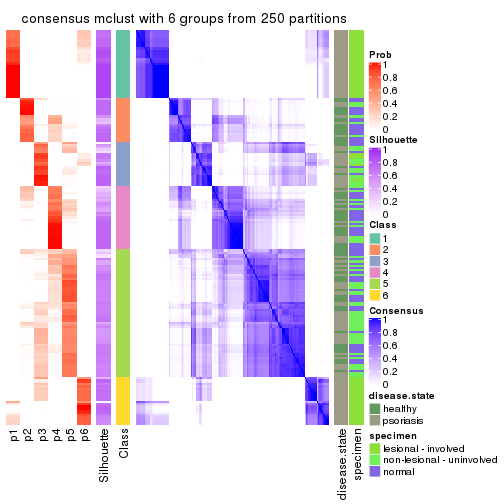 consensus mclust with 6 groups from 250 partitions
p1
p2
p3
p4
p5
p6
Silhouette
Class
disease.state
specimen
Prob
1
0.8
0.6
0.4
0.2
0
Silhouette
1
0.8
0.6
0.4
0.2
0
Class
1
2
3
4
5
6
Consensus
1
0.8
0.6
0.4
0.2
0
disease.state
healthy
psoriasis
specimen
lesional - involved
non-lesional - uninvolved
normal